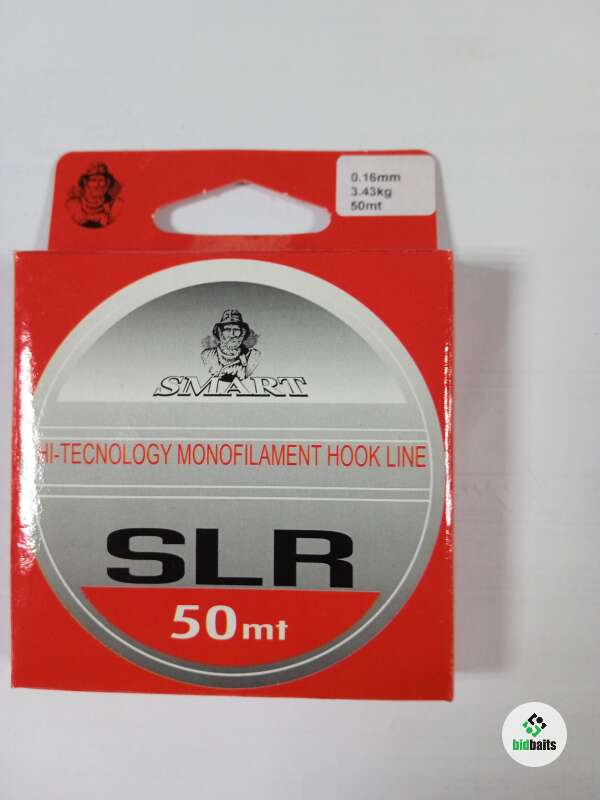 0.16mm
3.43kg
50mt
SMART
HI-TECNOLOGY MONOFILAMENT HOOK LINE
SLR
50mt
bidbaits